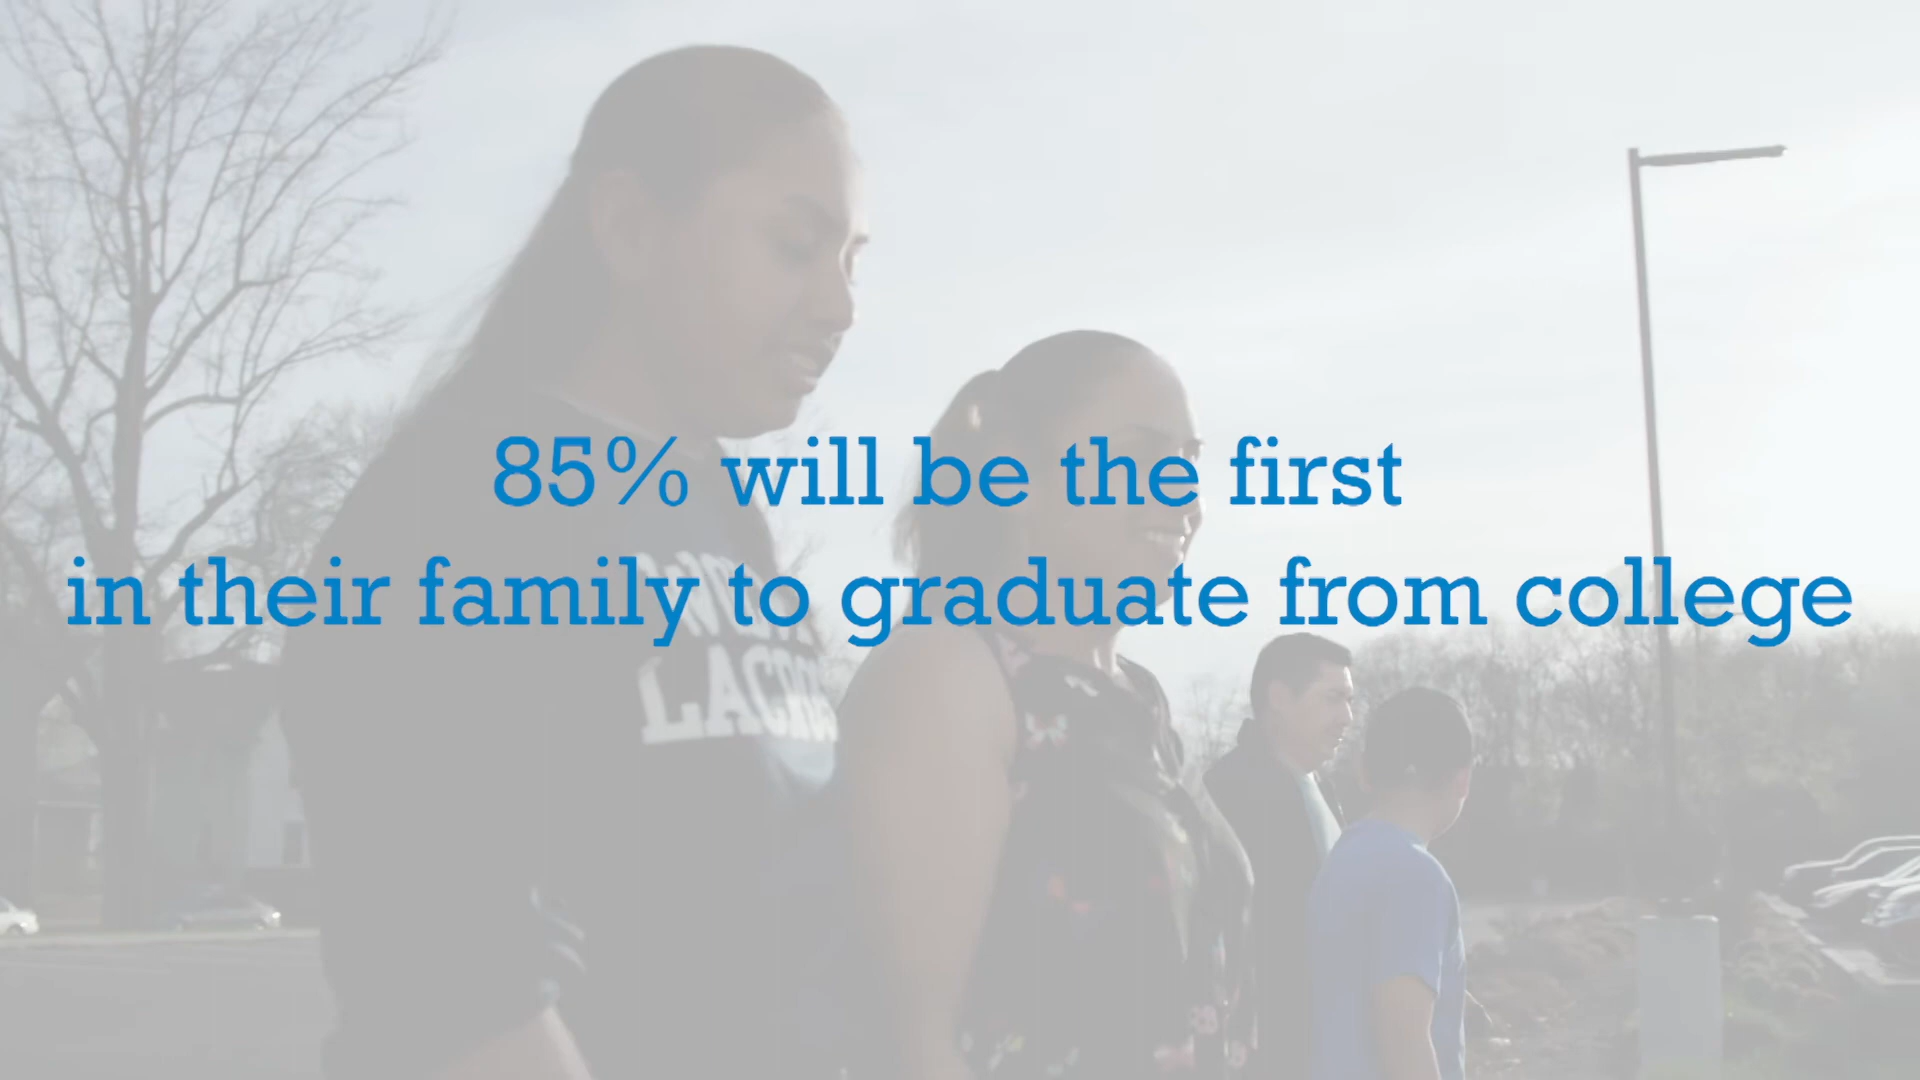 85% will be the first
in their family to graduate from college